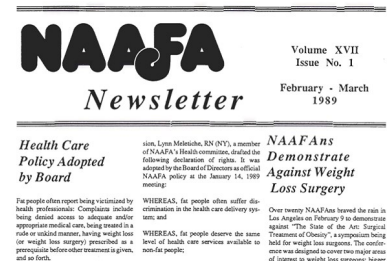 NAAFA
Newsletter
Volume XVII
Issue No. 1
February - March
1989
Health Care
Policy Adopted
by Board
Fat people often report being victimized by
health professionals: Complaints include
being denied access to adequate and/or
appropriate medical care, being treated in a
rude or unkind manner, having weight loss
(or weight loss surgery) prescribed as a
prerequisite before other treatment is given,
and so forth.
sion, Lynn Meletiche, RN (NY), a member
of NAAFA's Health committee, drafted the
following declaration of rights. It was
adopted by the Board of Directors as official
NAAFA policy at the January 14, 1989
meeting:
WHEREAS, fat people often suffer dis-
crimination in the health care delivery sys-
tem; and
WHEREAS, fat people deserve the same
level of health care services available to
non-fat people;
NAAFAns
Demonstrate
Against Weight
Loss Surgery
Over twenty NAAFAns braved the rain in
Los Angeles on February 9 to demonstrate
against "The State of the Art: Surgical
Treatment of Obesity", a symposium being
held for weight loss surgeons. The confer-
ence was designed to cover two major areas
of interest to weight loss surgeons: bigger